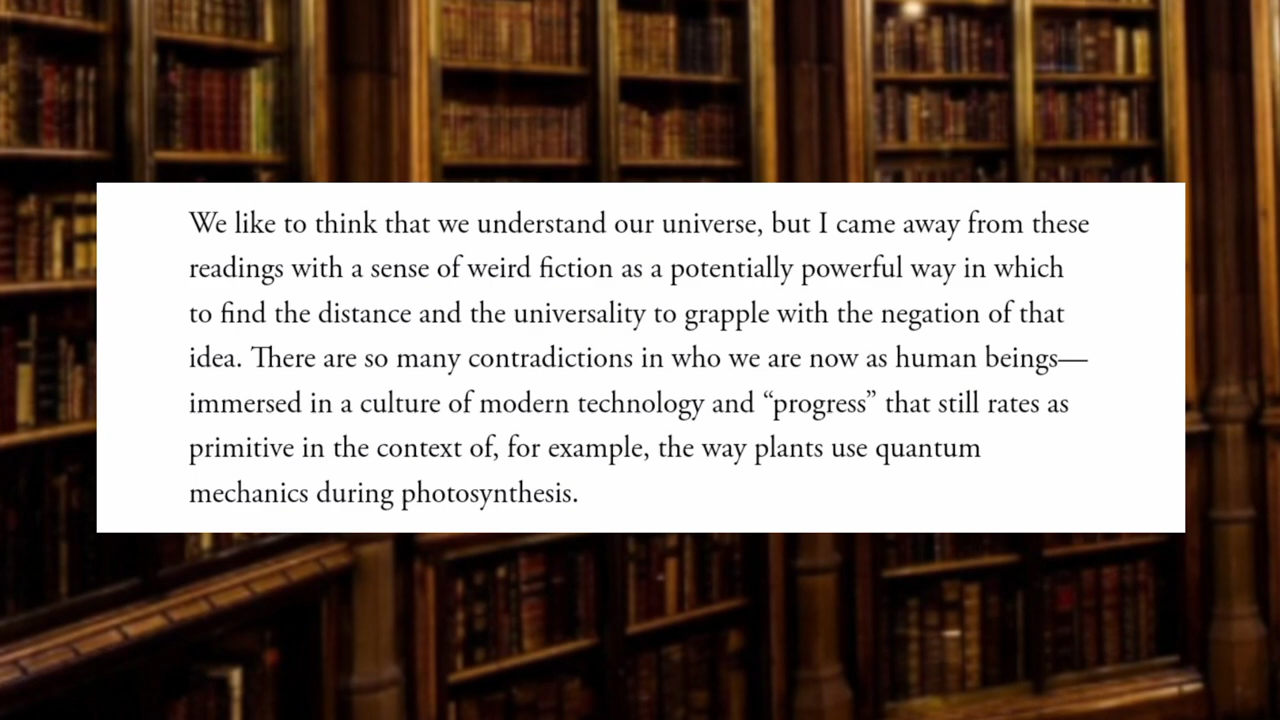 We like to think that we understand our universe, but I came away from these
readings with a sense of weird fiction as a potentially powerful way in which
to find the distance and the universality to grapple with the negation of that
idea. There are so many contradictions in who we are now as human beings—
immersed in a culture of modern technology and “progress” that still rates as
primitive in the context of, for example, the way plants use quantum
mechanics during photosynthesis.